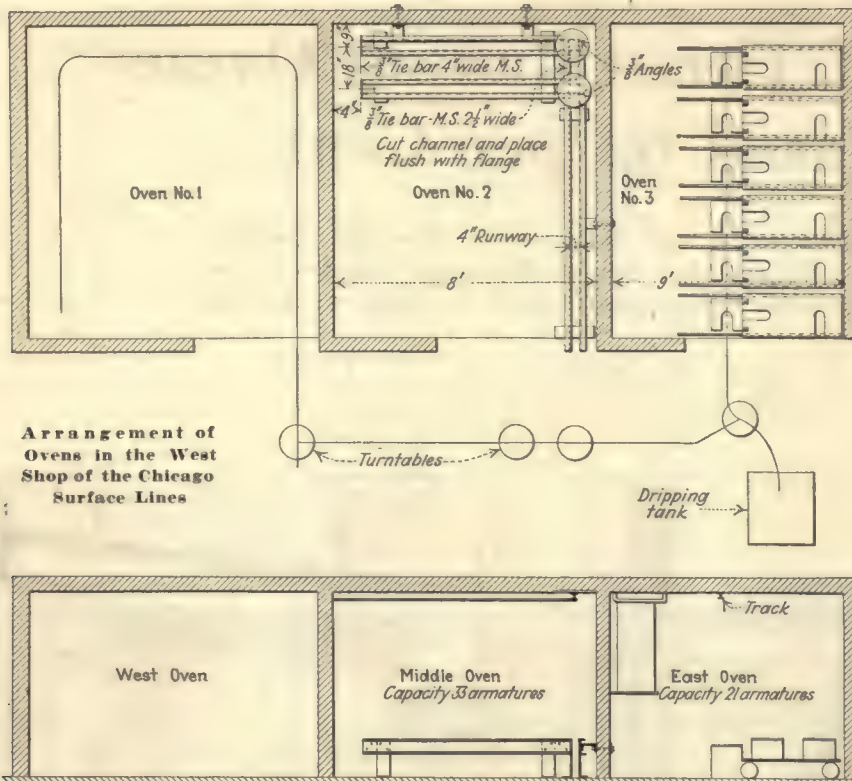 9"
18"
3/8" Tie bar 4" wide M.S.
3/8" Angles
4"
3/8" Tie bar - M.S. 2 1/2" wide
Cut channel and place
flush with flange
Oven No. 1
Oven No. 2
Oven
No. 3
4" Runway
8'
9'
Arrangement of
Ovens in the West
Shop of the Chicago
Surface Lines
Turntables
Dripping
tank
Track
West Oven
Middle Oven
Capacity 33 armatures
East Oven
Capacity 21 armatures